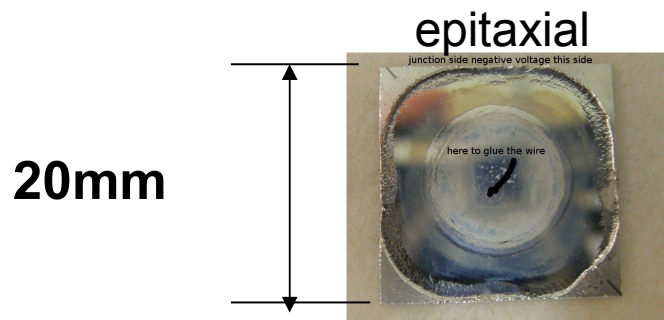 epitaxial
junction side negative voltage this side
here to glue the wire
20mm